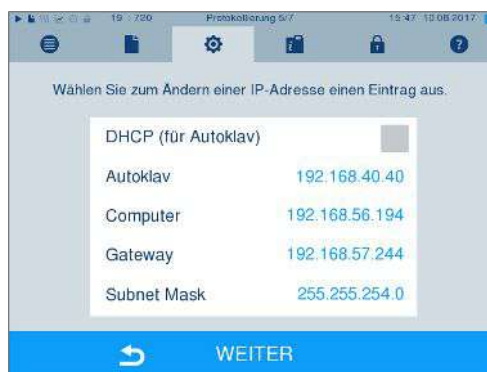 19 : 720 Protokollierung 5/7 15:47 10.08.2017
Wählen Sie zum Ändern einer IP-Adresse einen Eintrag aus.
DHCP (für Autoklav)
Autoklav 192.168.40.40
Computer 192.168.56.194
Gateway 192.168.57.244
Subnet Mask 255.255.254.0
WEITER